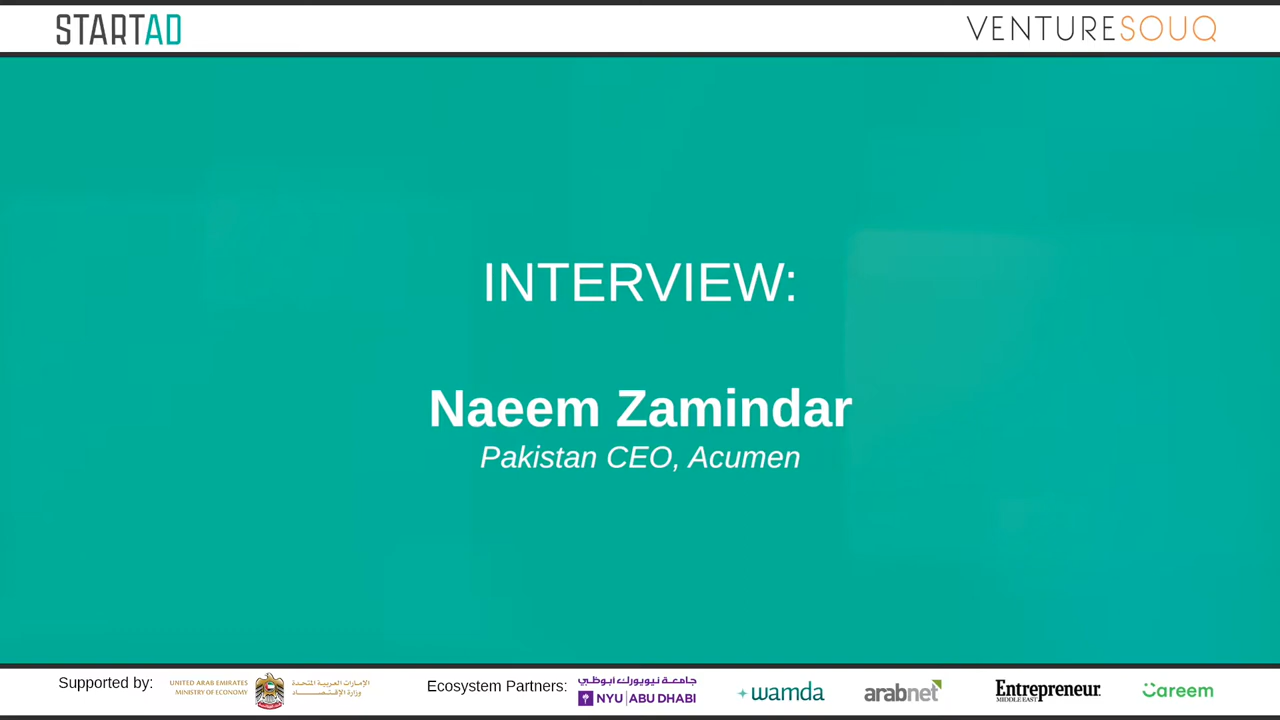 STARTAD
VENTURESOUQ
INTERVIEW:
Naeem Zamindar
Pakistan CEO, Acumen
Supported by:
UNITED ARAB EMIRATES
MINISTRY OF ECONOMY
الإمارات العربية المتحدة
وزارة الإقتصاد
Ecosystem Partners:
جامعة نيويورك أبوظبي
NYU | ABU DHABI
wamda
arabnet
Entrepreneur
MIDDLE EAST
Careem